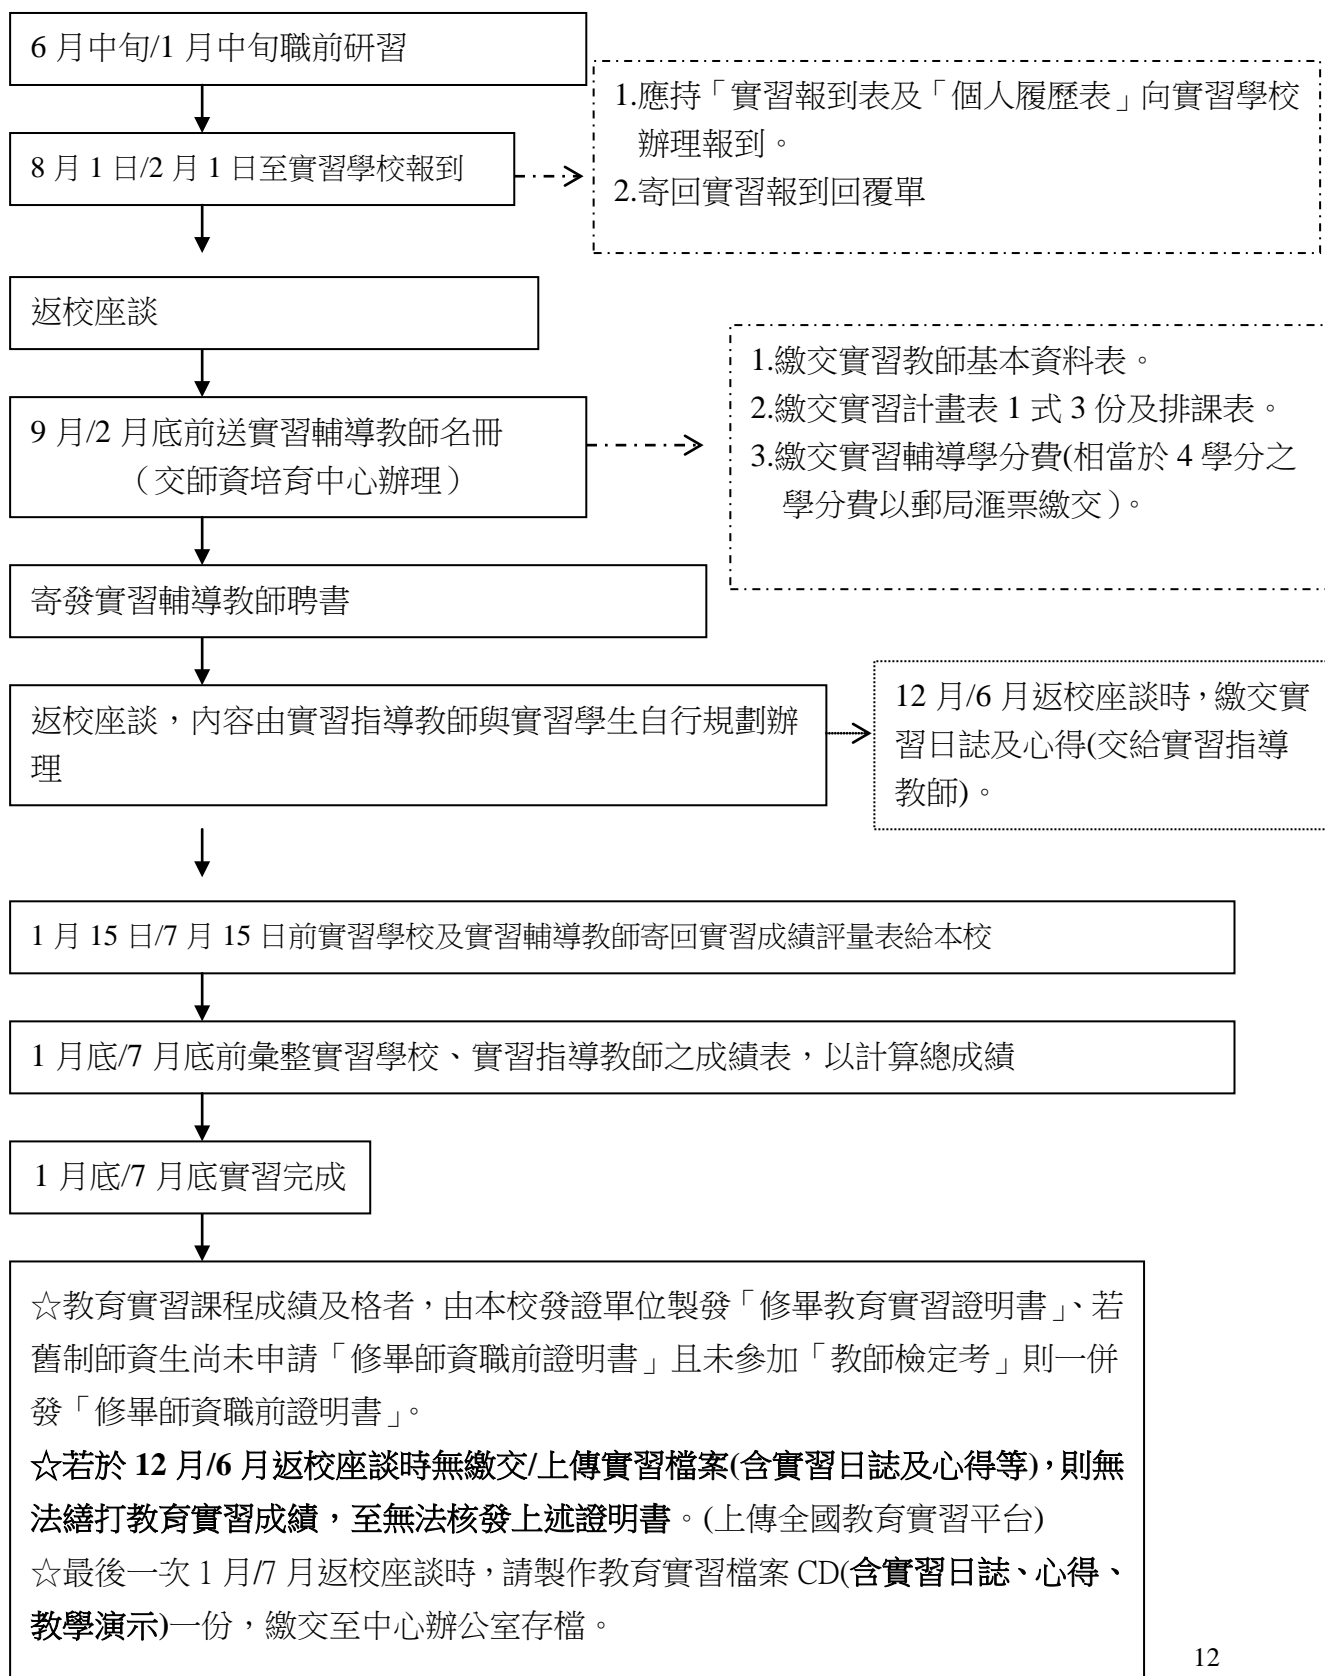 6 月中旬/1 月中旬職前研習
1.應持「實習報到表及「個人履歷表」向實習學校
辦理報到。
2.寄回實習報到回覆單
8 月 1 日/2 月 1 日至實習學校報到
返校座談
1.繳交實習教師基本資料表。
2.繳交實習計畫表 1 式 3 份及排課表。
3.繳交實習輔導學分費(相當於 4 學分之
學分費以郵局滙票繳交）。
9 月/2 月底前送實習輔導教師名冊
（交師資培育中心辦理）
寄發實習輔導教師聘書
返校座談，內容由實習指導教師與實習學生自行規劃辦
理
12 月/6 月返校座談時，繳交實
習日誌及心得(交給實習指導
教師)。
1 月 15 日/7 月 15 日前實習學校及實習輔導教師寄回實習成績評量表給本校
1 月底/7 月底前彙整實習學校、實習指導教師之成績表，以計算總成績
1 月底/7 月底實習完成
☆教育實習課程成績及格者，由本校發證單位製發「修畢教育實習證明書」、若
舊制師資生尚未申請「修畢師資職前證明書」且未參加「教師檢定考」則一併
發「修畢師資職前證明書」。
☆若於 12 月/6 月返校座談時無繳交/上傳實習檔案(含實習日誌及心得等)，則無
法繕打教育實習成績，至無法核發上述證明書。(上傳全國教育實習平台)
☆最後一次 1 月/7 月返校座談時，請製作教育實習檔案 CD(含實習日誌、心得、
教學演示)一份，繳交至中心辦公室存檔。
12